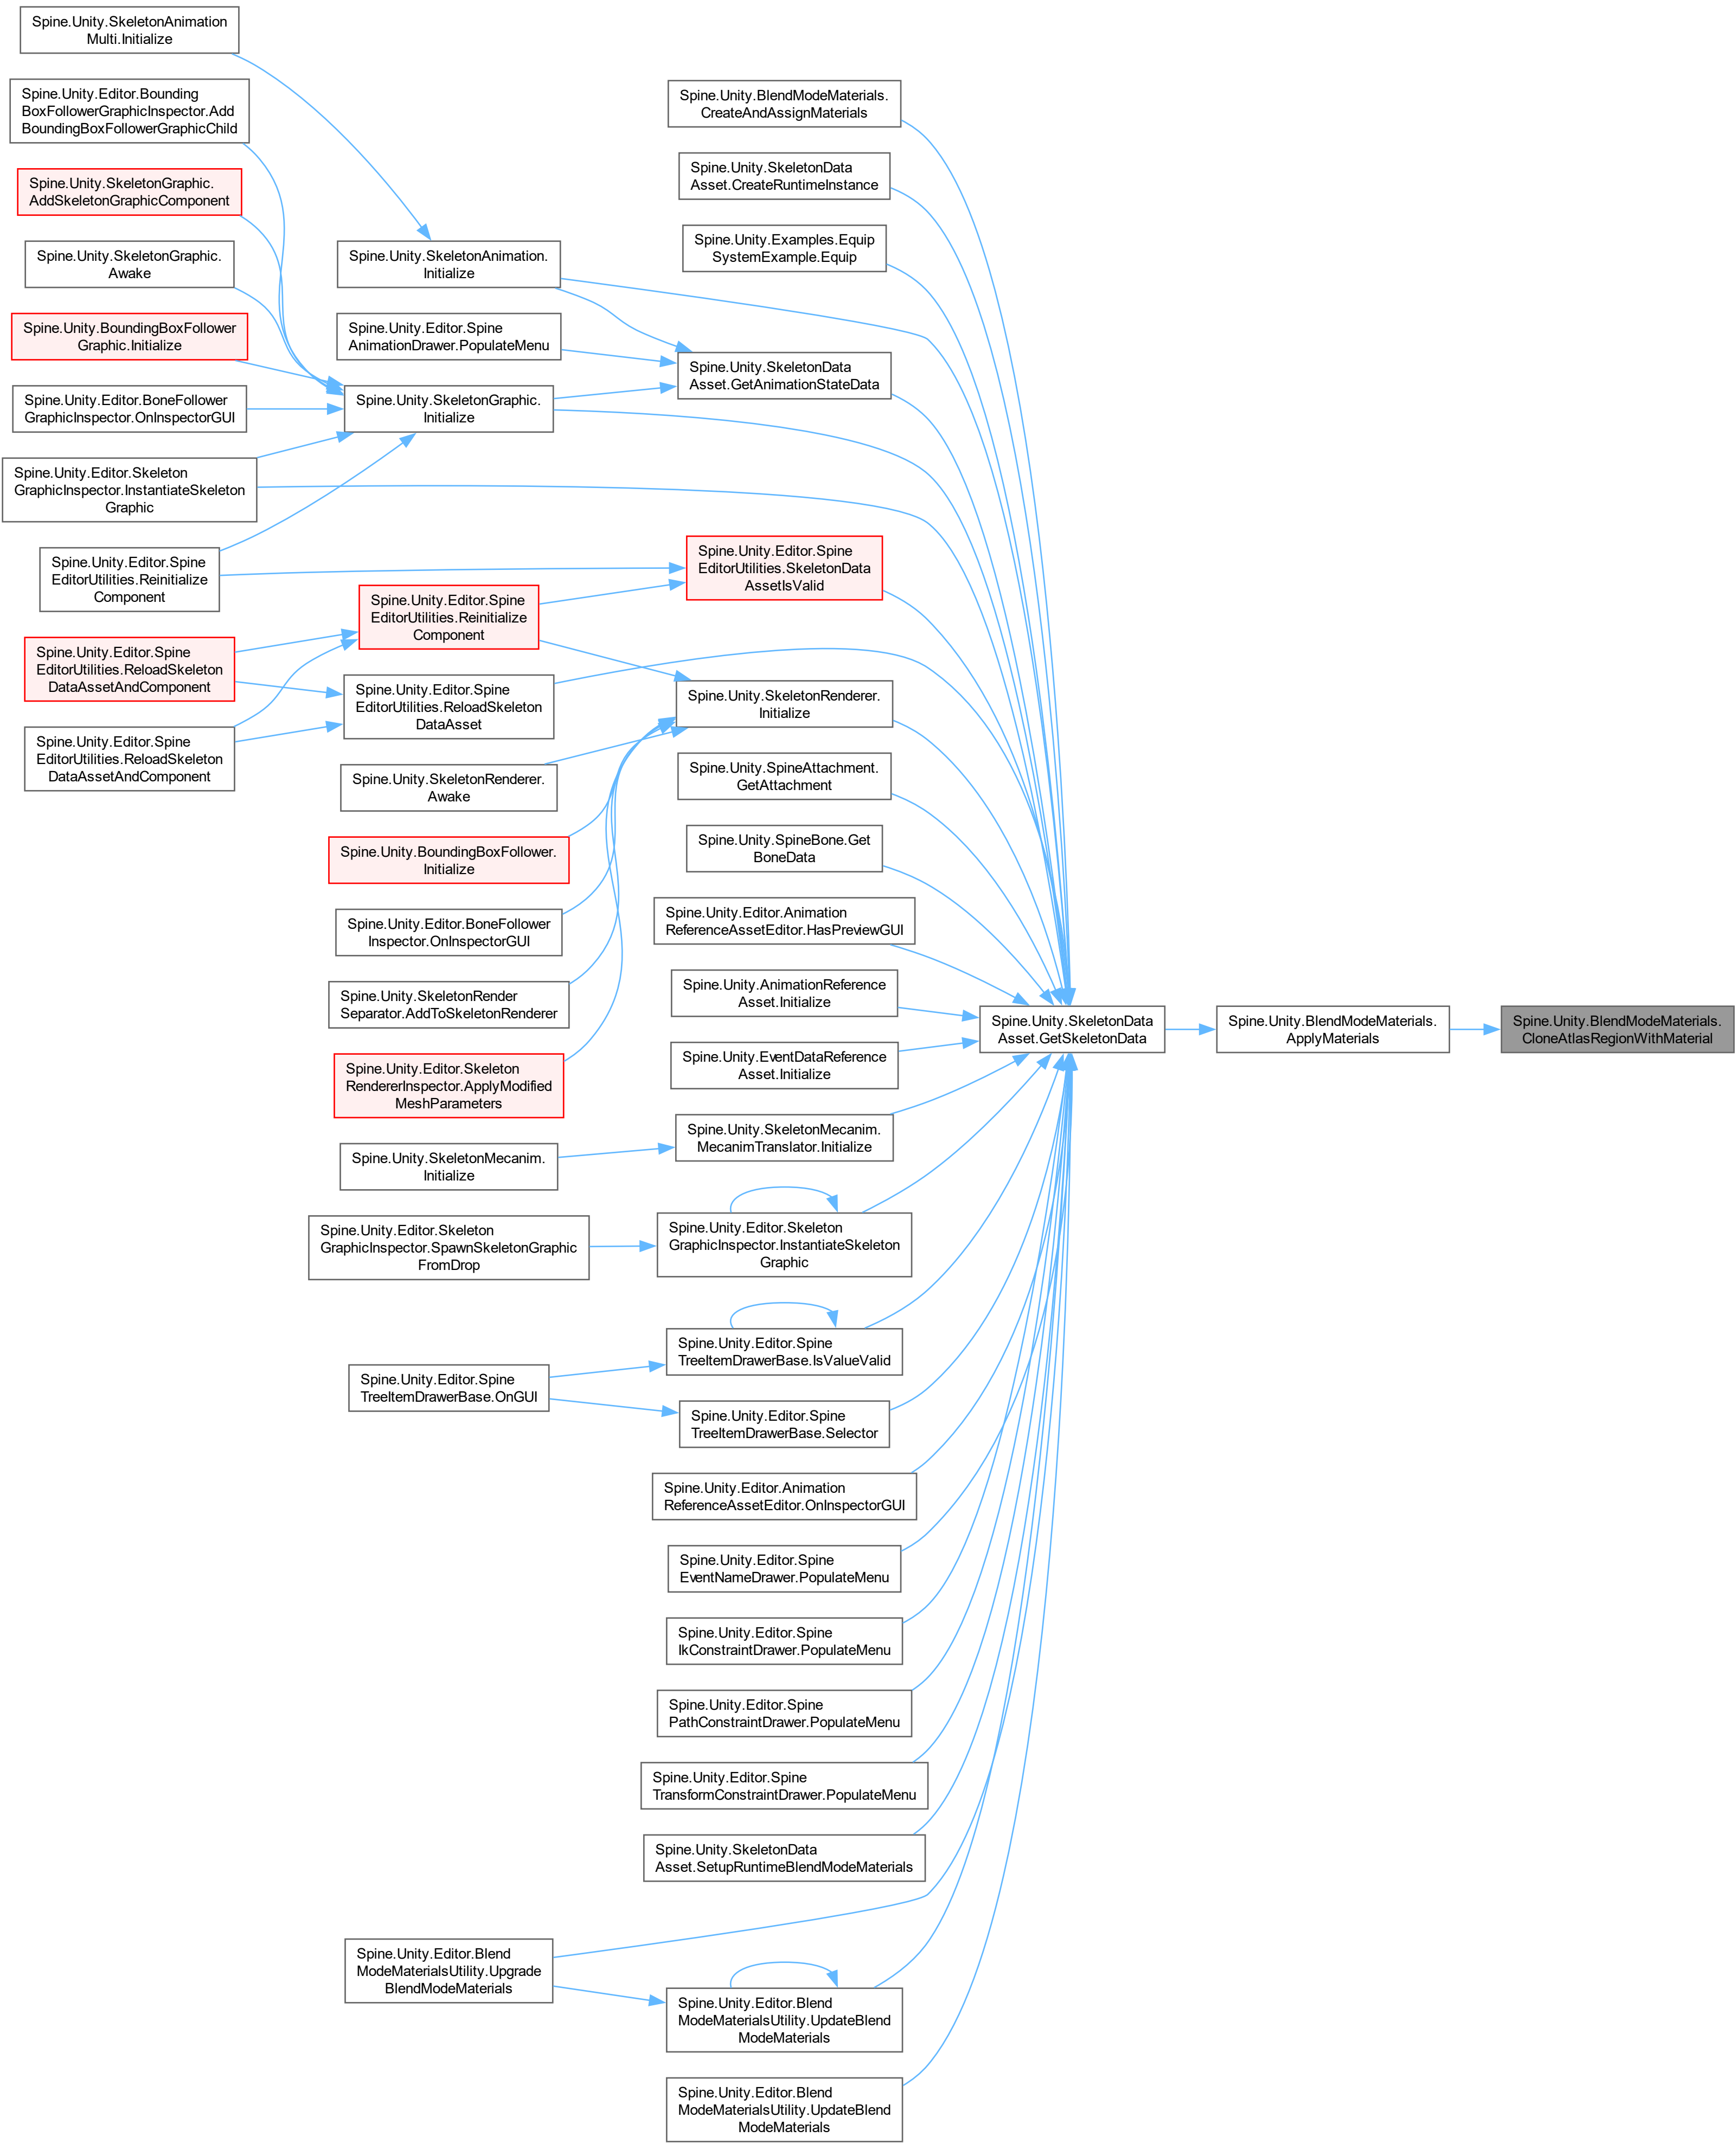 Spine.Unity.SkeletonAnimation
Multi.Initialize
Spine.Unity.Editor.Bounding
BoxFollowerGraphicInspector.Add
BoundingBoxFollowerGraphicChild
Spine.Unity.SkeletonGraphic.
AddSkeletonGraphicComponent
Spine.Unity.SkeletonGraphic.
Awake
Spine.Unity.BoundingBoxFollower
Graphic.Initialize
Spine.Unity.Editor.BoneFollower
GraphicInspector.OnInspectorGUI
Spine.Unity.Editor.Skeleton
GraphicInspector.InstantiateSkeleton
Graphic
Spine.Unity.Editor.Spine
EditorUtilities.Reinitialize
Component
Spine.Unity.Editor.Spine
EditorUtilities.ReloadSkeleton
DataAssetAndComponent
Spine.Unity.Editor.Spine
EditorUtilities.ReloadSkeleton
DataAssetAndComponent
Spine.Unity.SkeletonAnimation.
Initialize
Spine.Unity.Editor.Spine
AnimationDrawer.PopulateMenu
Spine.Unity.SkeletonGraphic.
Initialize
Spine.Unity.Editor.Spine
EditorUtilities.Reinitialize
Component
Spine.Unity.Editor.Spine
EditorUtilities.ReloadSkeleton
DataAsset
Spine.Unity.SkeletonRenderer.
Awake
Spine.Unity.BoundingBoxFollower.
Initialize
Spine.Unity.Editor.BoneFollower
Inspector.OnInspectorGUI
Spine.Unity.SkeletonRender
Separator.AddToSkeletonRenderer
Spine.Unity.Editor.Skeleton
RendererInspector.ApplyModified
MeshParameters
Spine.Unity.SkeletonMecanim.
Initialize
Spine.Unity.Editor.Skeleton
GraphicInspector.SpawnSkeletonGraphic
FromDrop
Spine.Unity.Editor.Spine
TreeItemDrawerBase.OnGUI
Spine.Unity.Editor.Blend
ModeMaterialsUtility.Upgrade
BlendModeMaterials
Spine.Unity.BlendModeMaterials.
CreateAndAssignMaterials
Spine.Unity.SkeletonData
Asset.CreateRuntimeInstance
Spine.Unity.Examples.Equip
SystemExample.Equip
Spine.Unity.SkeletonData
Asset.GetAnimationStateData
Spine.Unity.Editor.Spine
EditorUtilities.SkeletonData
AssetIsValid
Spine.Unity.SkeletonRenderer.
Initialize
Spine.Unity.SpineAttachment.
GetAttachment
Spine.Unity.SpineBone.Get
BoneData
Spine.Unity.Editor.Animation
ReferenceAssetEditor.HasPreviewGUI
Spine.Unity.AnimationReference
Asset.Initialize
Spine.Unity.EventDataReference
Asset.Initialize
Spine.Unity.SkeletonMecanim.
MecanimTranslator.Initialize
Spine.Unity.Editor.Skeleton
GraphicInspector.InstantiateSkeleton
Graphic
Spine.Unity.Editor.Spine
TreeItemDrawerBase.IsValueValid
Spine.Unity.Editor.Spine
TreeItemDrawerBase.Selector
Spine.Unity.Editor.Animation
ReferenceAssetEditor.OnInspectorGUI
Spine.Unity.Editor.Spine
EventNameDrawer.PopulateMenu
Spine.Unity.Editor.Spine
IkConstraintDrawer.PopulateMenu
Spine.Unity.Editor.Spine
PathConstraintDrawer.PopulateMenu
Spine.Unity.Editor.Spine
TransformConstraintDrawer.PopulateMenu
Spine.Unity.SkeletonData
Asset.SetupRuntimeBlendModeMaterials
Spine.Unity.Editor.Blend
ModeMaterialsUtility.UpdateBlend
ModeMaterials
Spine.Unity.Editor.Blend
ModeMaterialsUtility.UpdateBlend
ModeMaterials
Spine.Unity.SkeletonData
Asset.GetSkeletonData
Spine.Unity.BlendModeMaterials.
ApplyMaterials
Spine.Unity.BlendModeMaterials.
CloneAtlasRegionWithMaterial